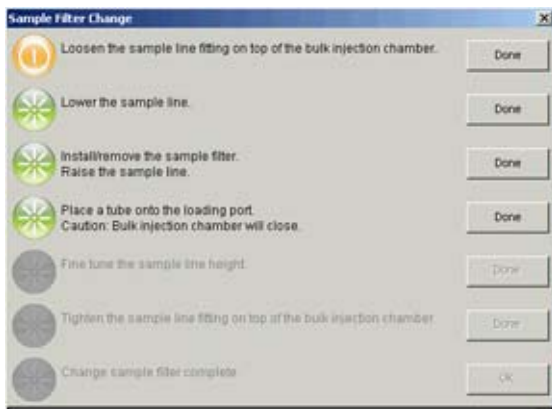 Sample Filter Change
Loosen the sample line fitting on top of the bulk injection chamber.
Done
Lower the sample line.
Done
Install/remove the sample filter.
Raise the sample line.
Done
Place a tube onto the loading port.
Caution: Bulk injection chamber will close.
Done
Fine tune the sample line height.
Done
Tighten the sample line fitting on top of the bulk injection chamber.
Done
Change sample filter complete
Ok